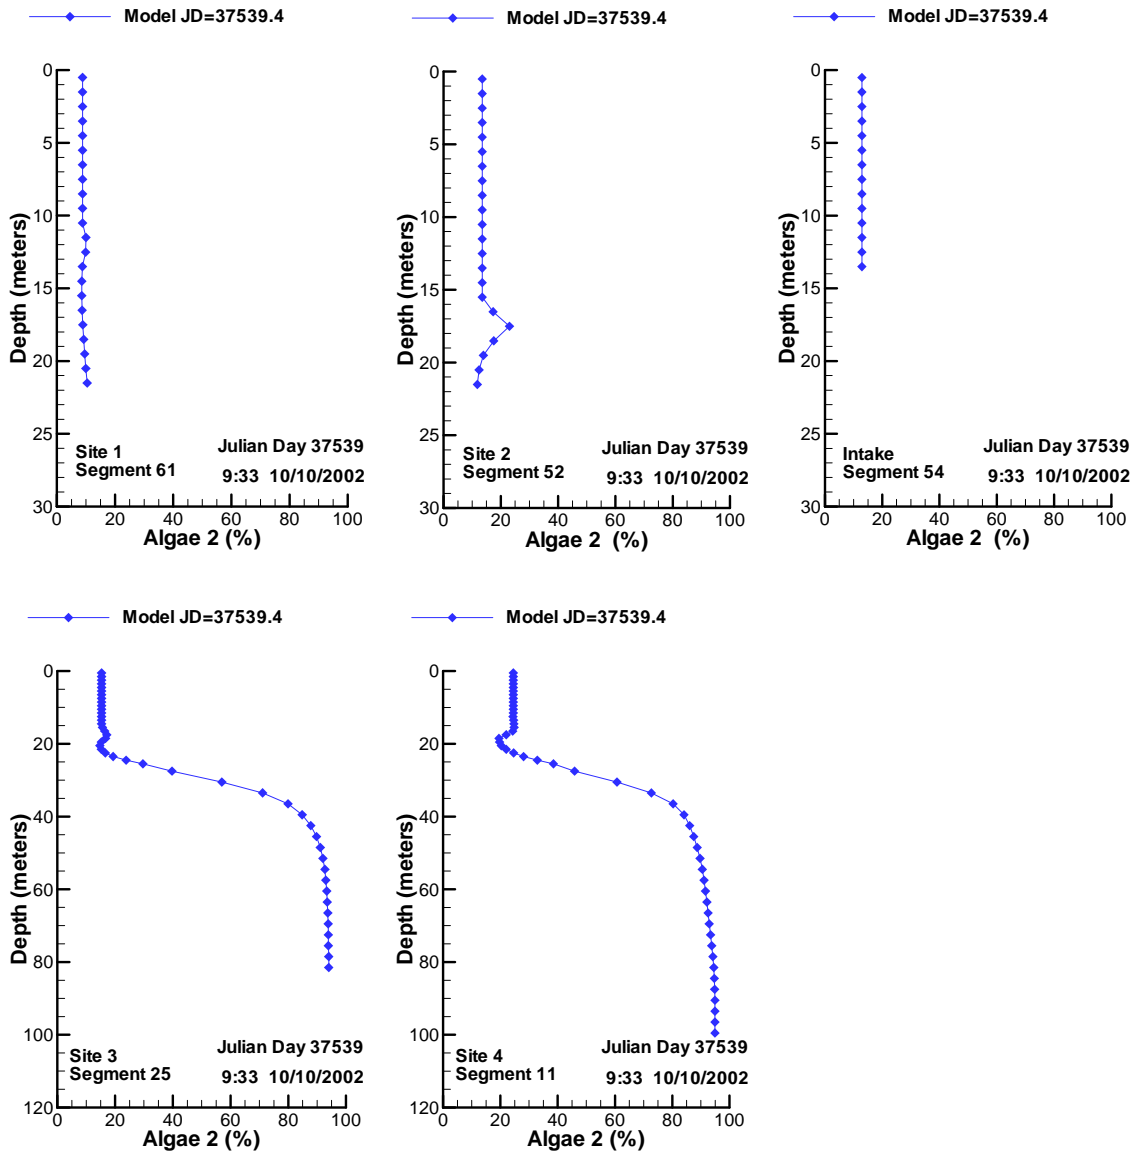 Model JD=37539.4
0
5
10
15
20
25
30
Depth (meters)
Site 1
Segment 61
Julian Day 37539
9:33 10/10/2002
0 20 40 60 80 100
Algae 2 (%)
Model JD=37539.4
0
5
10
15
20
25
30
Depth (meters)
Site 2
Segment 52
Julian Day 37539
9:33 10/10/2002
0 20 40 60 80 100
Algae 2 (%)
Model JD=37539.4
0
5
10
15
20
25
30
Depth (meters)
Intake
Segment 54
Julian Day 37539
9:33 10/10/2002
0 20 40 60 80 100
Algae 2 (%)
Model JD=37539.4
0
20
40
60
80
100
120
Depth (meters)
Site 3
Segment 25
Julian Day 37539
9:33 10/10/2002
0 20 40 60 80 100
Algae 2 (%)
Model JD=37539.4
0
20
40
60
80
100
120
Depth (meters)
Site 4
Segment 11
Julian Day 37539
9:33 10/10/2002
0 20 40 60 80 100
Algae 2 (%)